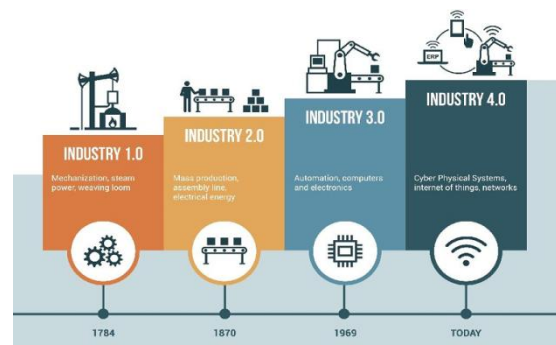 ERP
INDUSTRY 1.0
Mechanization, steam
power, weaving loom
INDUSTRY 2.0
Mass production,
assembly line,
electrical energy
INDUSTRY 3.0
Automation, computers
and electronics
INDUSTRY 4.0
Cyber Physical Systems,
internet of things, networks
1784
1870
1969
TODAY